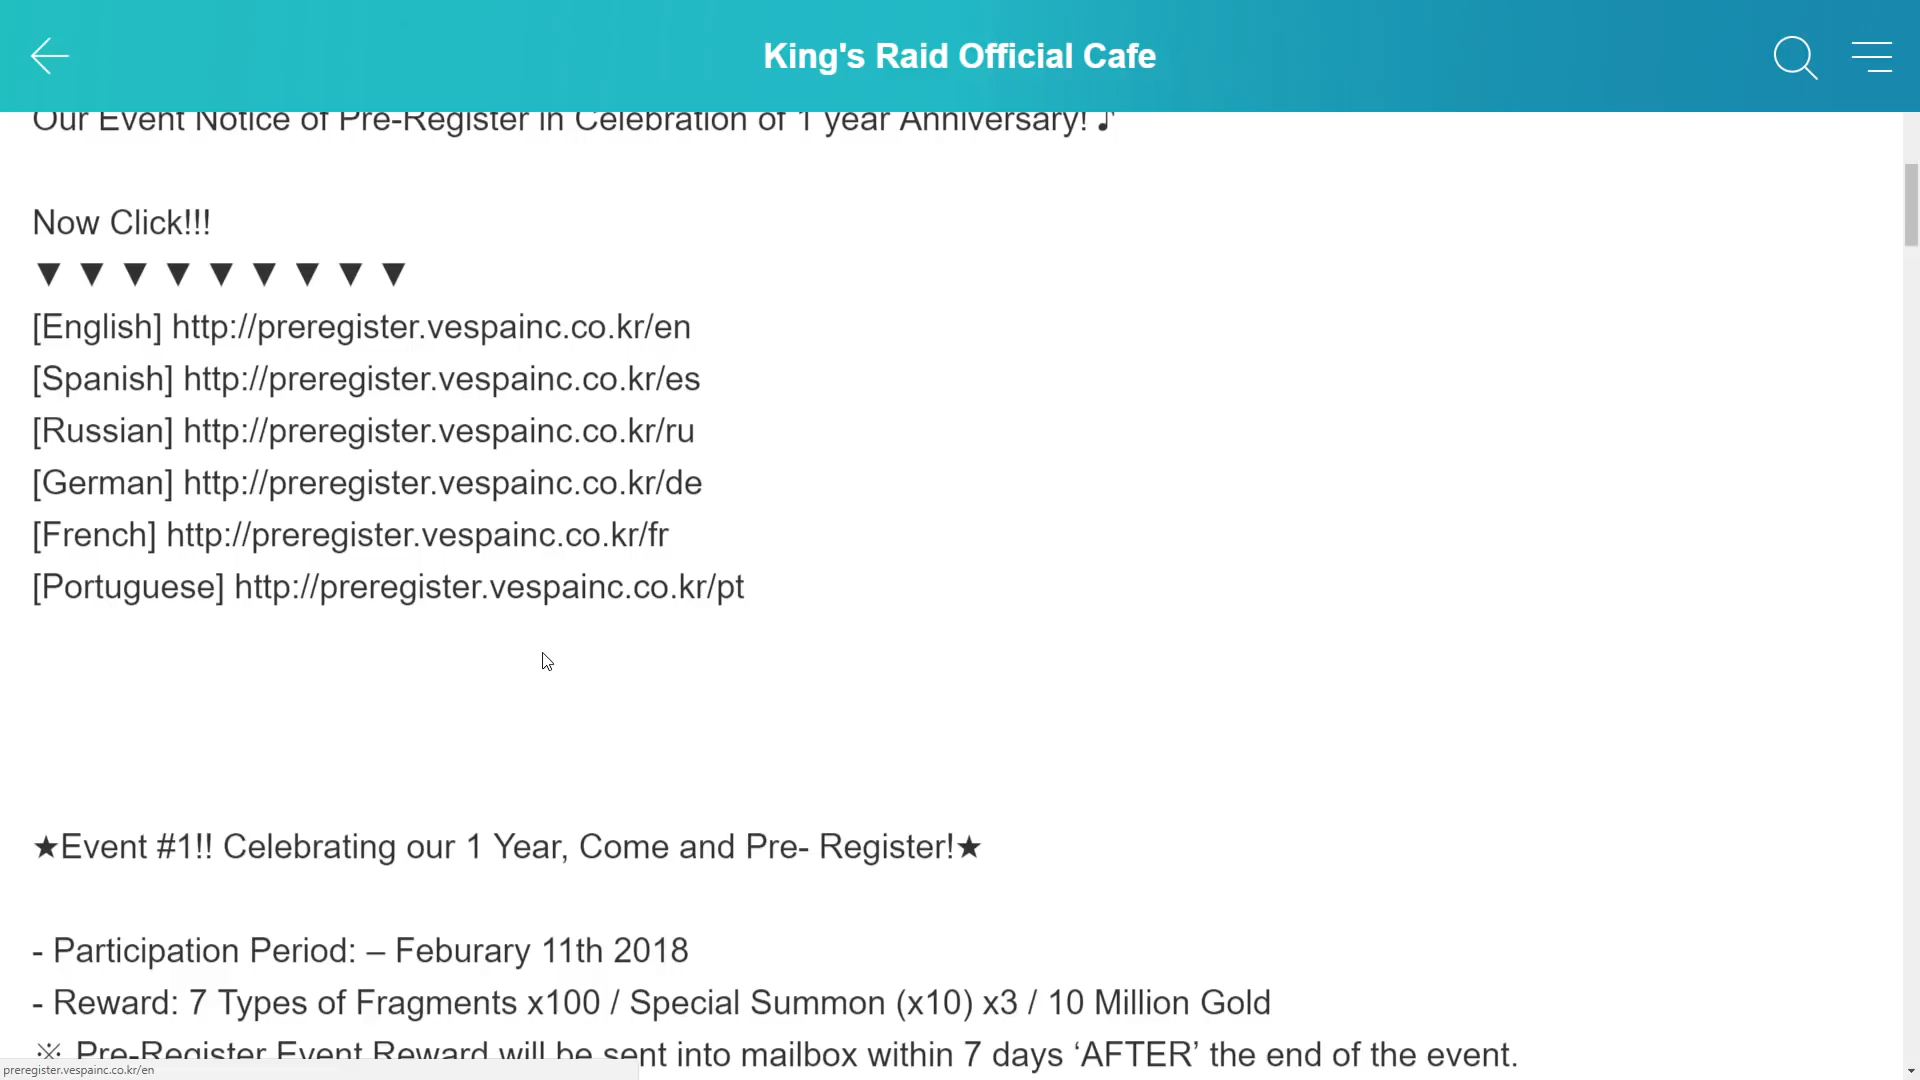 King's Raid Official Cafe
Our Event Notice of Pre-Register in Celebration of 1 year Anniversary!♪
Now Click!!!
▼ ▼ ▼ ▼ ▼ ▼ ▼ ▼ ▼
[English] http://preregister.vespainc.co.kr/en
[Spanish] http://preregister.vespainc.co.kr/es
[Russian] http://preregister.vespainc.co.kr/ru
[German] http://preregister.vespainc.co.kr/de
[French] http://preregister.vespainc.co.kr/fr
[Portuguese] http://preregister.vespainc.co.kr/pt
★Event #1!! Celebrating our 1 Year, Come and Pre- Register!★
- Participation Period: – Feburary 11th 2018
- Reward: 7 Types of Fragments x100 / Special Summon (x10) x3 / 10 Million Gold
※ Pre-Register Event Reward will be sent into mailbox within 7 days ‘AFTER’ the end of the event.
preregister.vespainc.co.kr/en